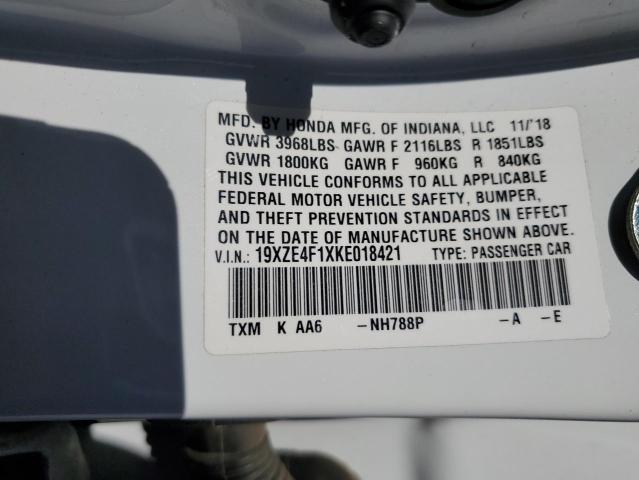 MFD. BY HONDA MFG. OF INDIANA, LLC 11/'18
GVWR 3968LBS GAWR F 2116LBS R 1851LBS
GVWR 1800KG GAWR F 960KG R 840KG
THIS VEHICLE CONFORMS TO ALL APPLICABLE
FEDERAL MOTOR VEHICLE SAFETY, BUMPER,
AND THEFT PREVENTION STANDARDS IN EFFECT
ON THE DATE OF MANUFACTURE SHOWN ABOVE.
V.I.N.: 19XZE4F1XKE018421 TYPE: PASSENGER CAR
TXM K AA6 -NH788P -A -E